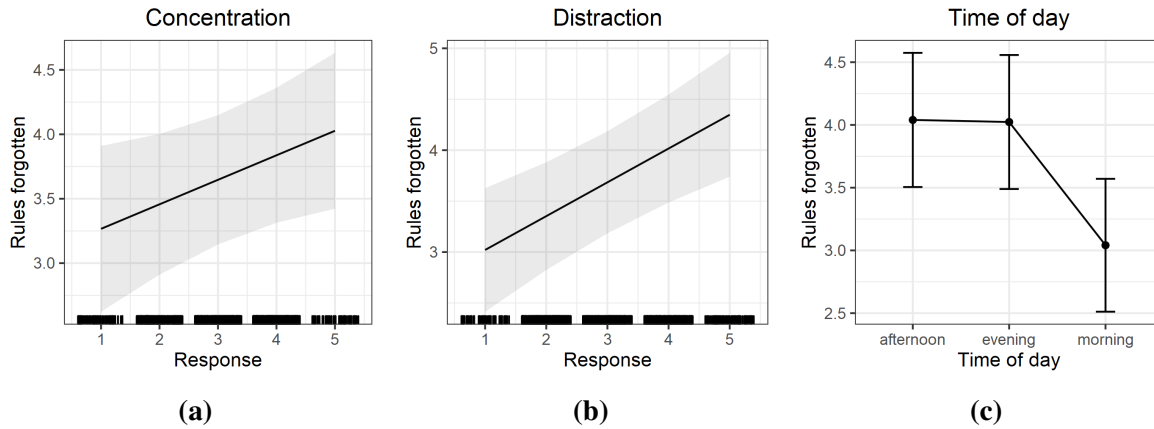 Concentration
Rules forgotten
4.5
4.0
3.5
3.0
1 2 3 4 5
Response
(a)
Distraction
Rules forgotten
5
4
3
1 2 3 4 5
Response
(b)
Time of day
Rules forgotten
4.5
4.0
3.5
3.0
2.5
afternoon evening morning
Time of day
(c)